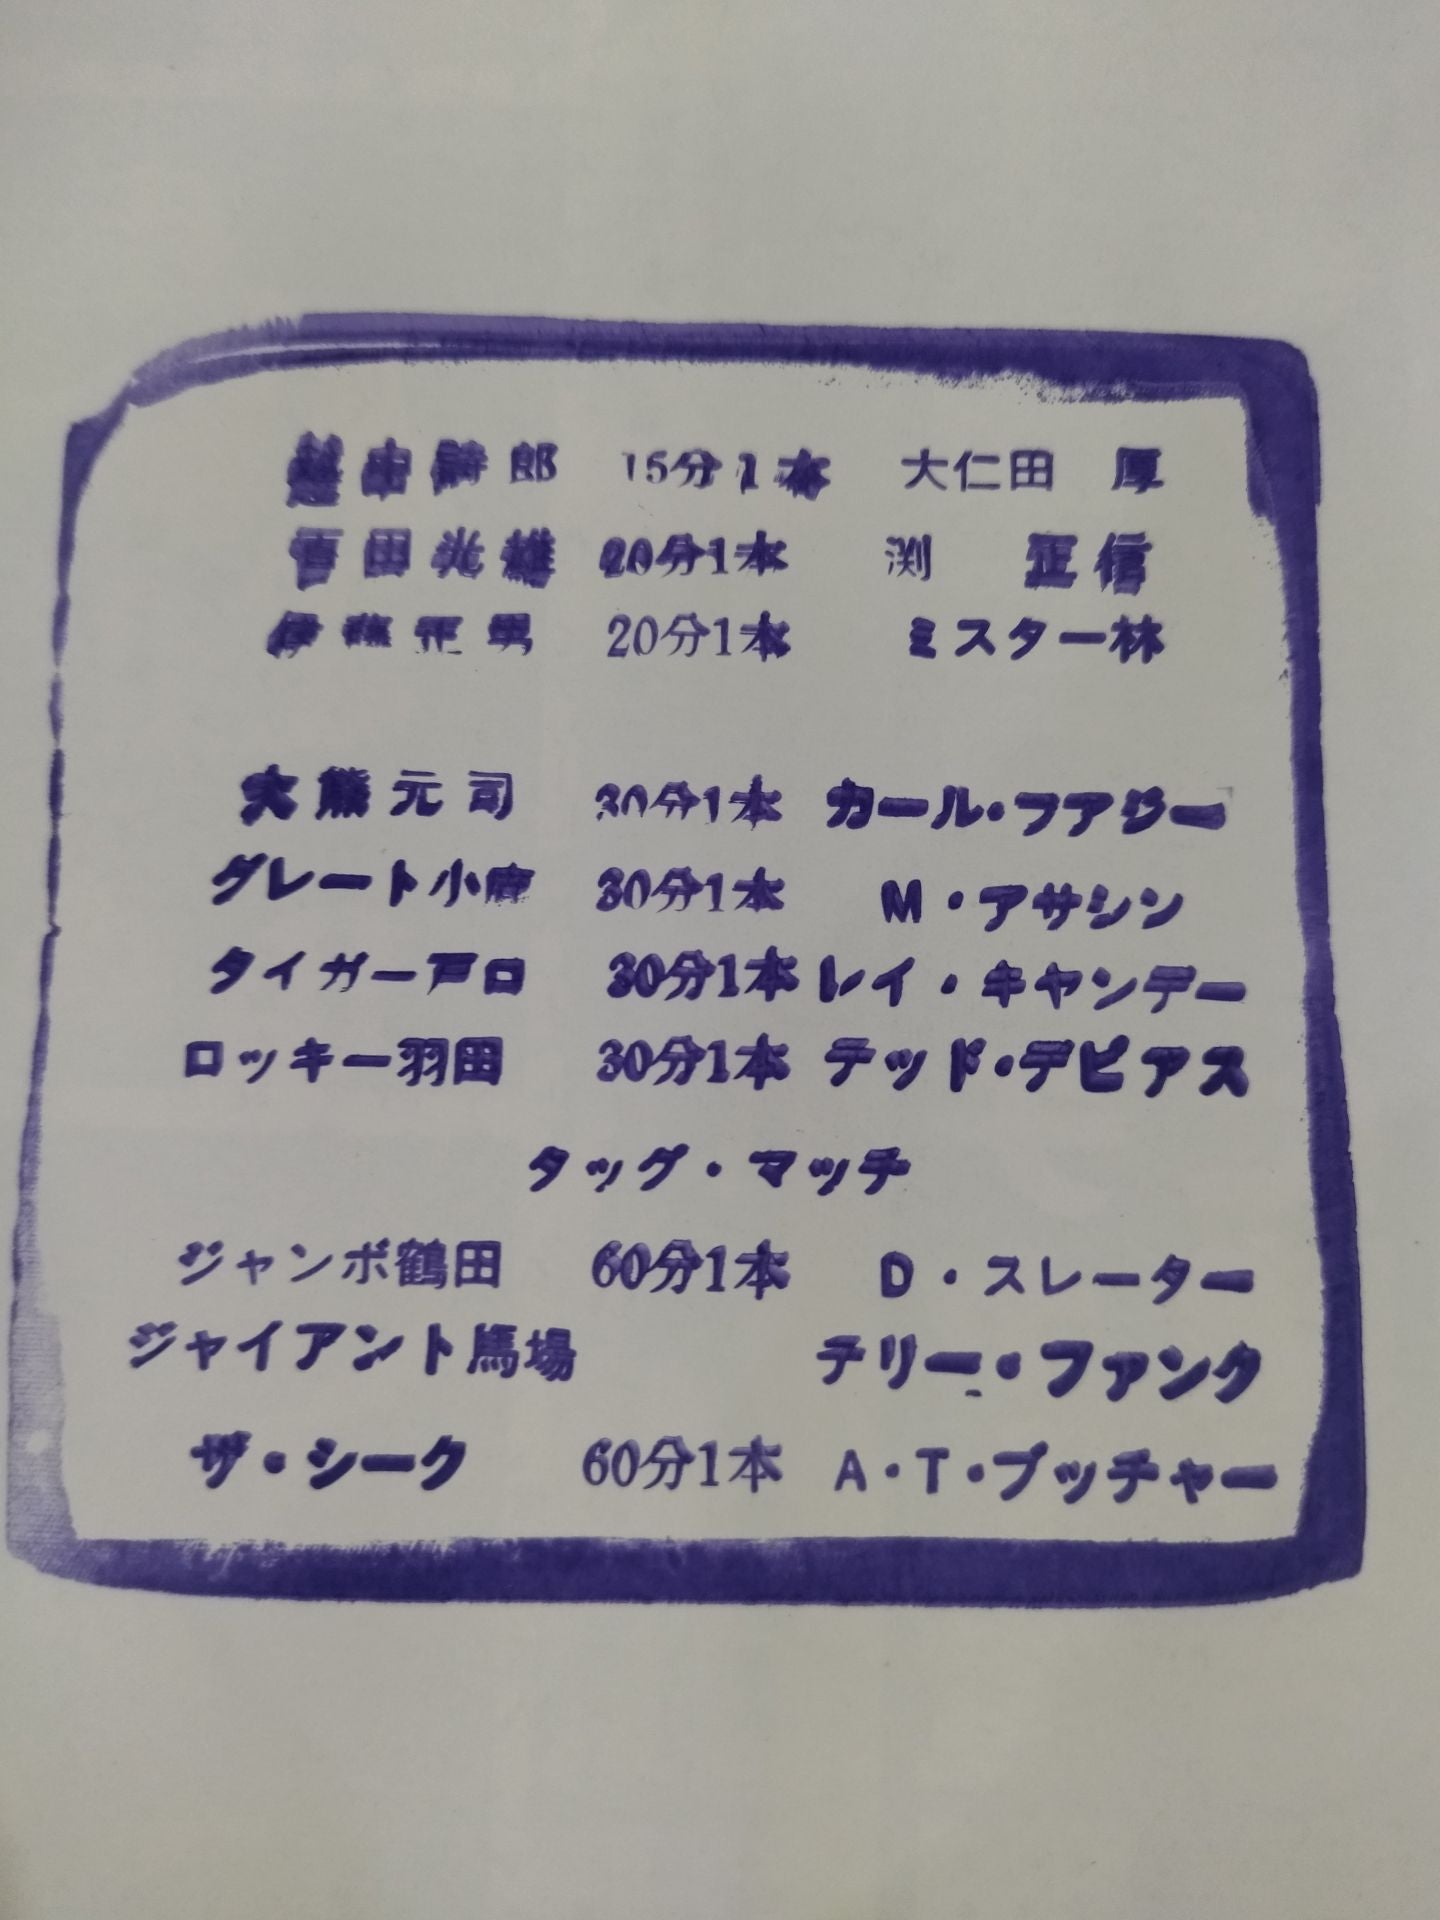 越中詩郎 15分1本 大仁田 厚
百田光雄 20分1本 渕 正信
伊藤正男 20分1本 ミスター林
大熊元司 30分1本 カール・フアジー
グレート小鹿 30分1本 M・アサシン
タイガー戸口 30分1本 レイ・キャンデー
ロッキー羽田 30分1本 テッド・デビアス
タッグ・マッチ
ジャンボ鶴田 60分1本 D・スレーター
ジャイアント馬場 テリー・ファンク
ザ・シーク 60分1本 A・T・ブッチャー